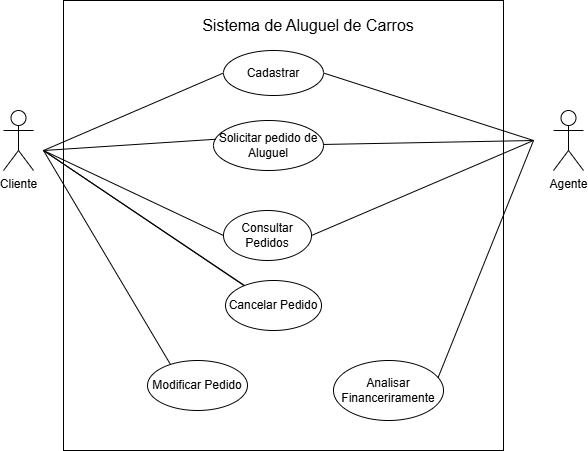 Sistema de Aluguel de Carros
Cadastrar
Solicitar pedido de
Aluguel
Cliente
Agente
Consultar
Pedidos
Cancelar Pedido
Modificar Pedido
Analisar
Financeriramente